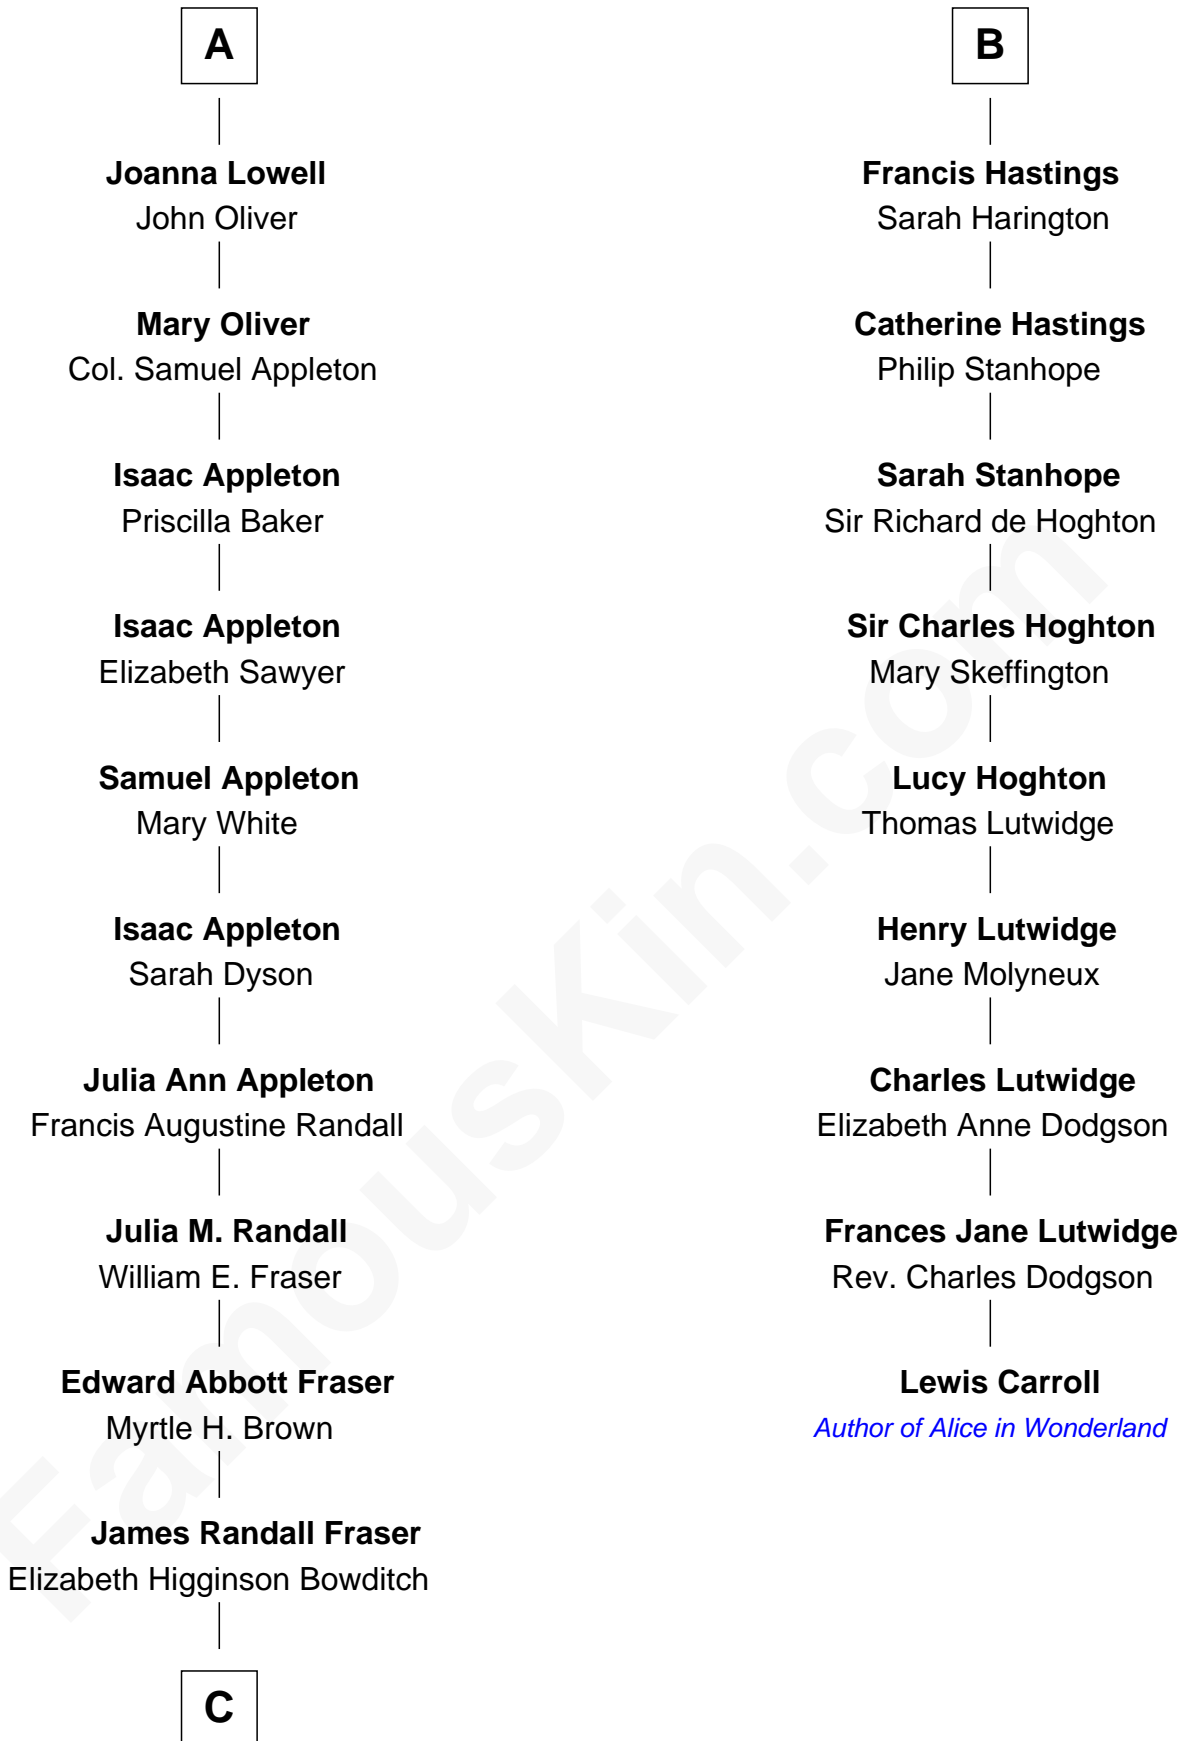 A
Joanna Lowell
John Oliver
Mary Oliver
Col. Samuel Appleton
Isaac Appleton
Priscilla Baker
Isaac Appleton
Elizabeth Sawyer
Samuel Appleton
Mary White
Isaac Appleton
Sarah Dyson
Julia Ann Appleton
Francis Augustine Randall
Julia M. Randall
William E. Fraser
Edward Abbott Fraser
Myrtle H. Brown
James Randall Fraser
Elizabeth Higginson Bowditch
C
B
Francis Hastings
Sarah Harington
Catherine Hastings
Philip Stanhope
Sarah Stanhope
Sir Richard de Hoghton
Sir Charles Hoghton
Mary Skeffington
Lucy Hoghton
Thomas Lutwidge
Henry Lutwidge
Jane Molyneux
Charles Lutwidge
Elizabeth Anne Dodgson
Frances Jane Lutwidge
Rev. Charles Dodgson
Lewis Carroll
Author of Alice in Wonderland
FamousKin.com